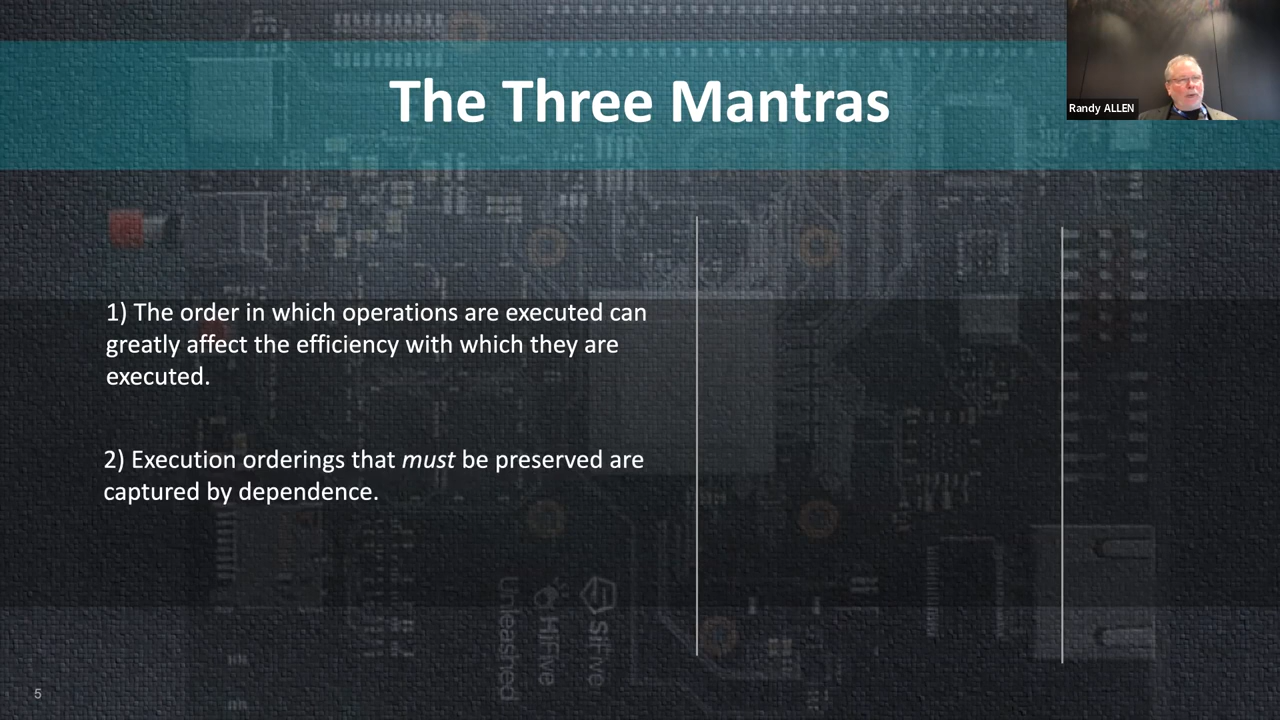 The Three Mantras
Randy ALLEN
1) The order in which operations are executed can
greatly affect the efficiency with which they are
executed.
2) Execution orderings that must be preserved are
captured by dependence.
SiFive
HiFive
Unleashed
5